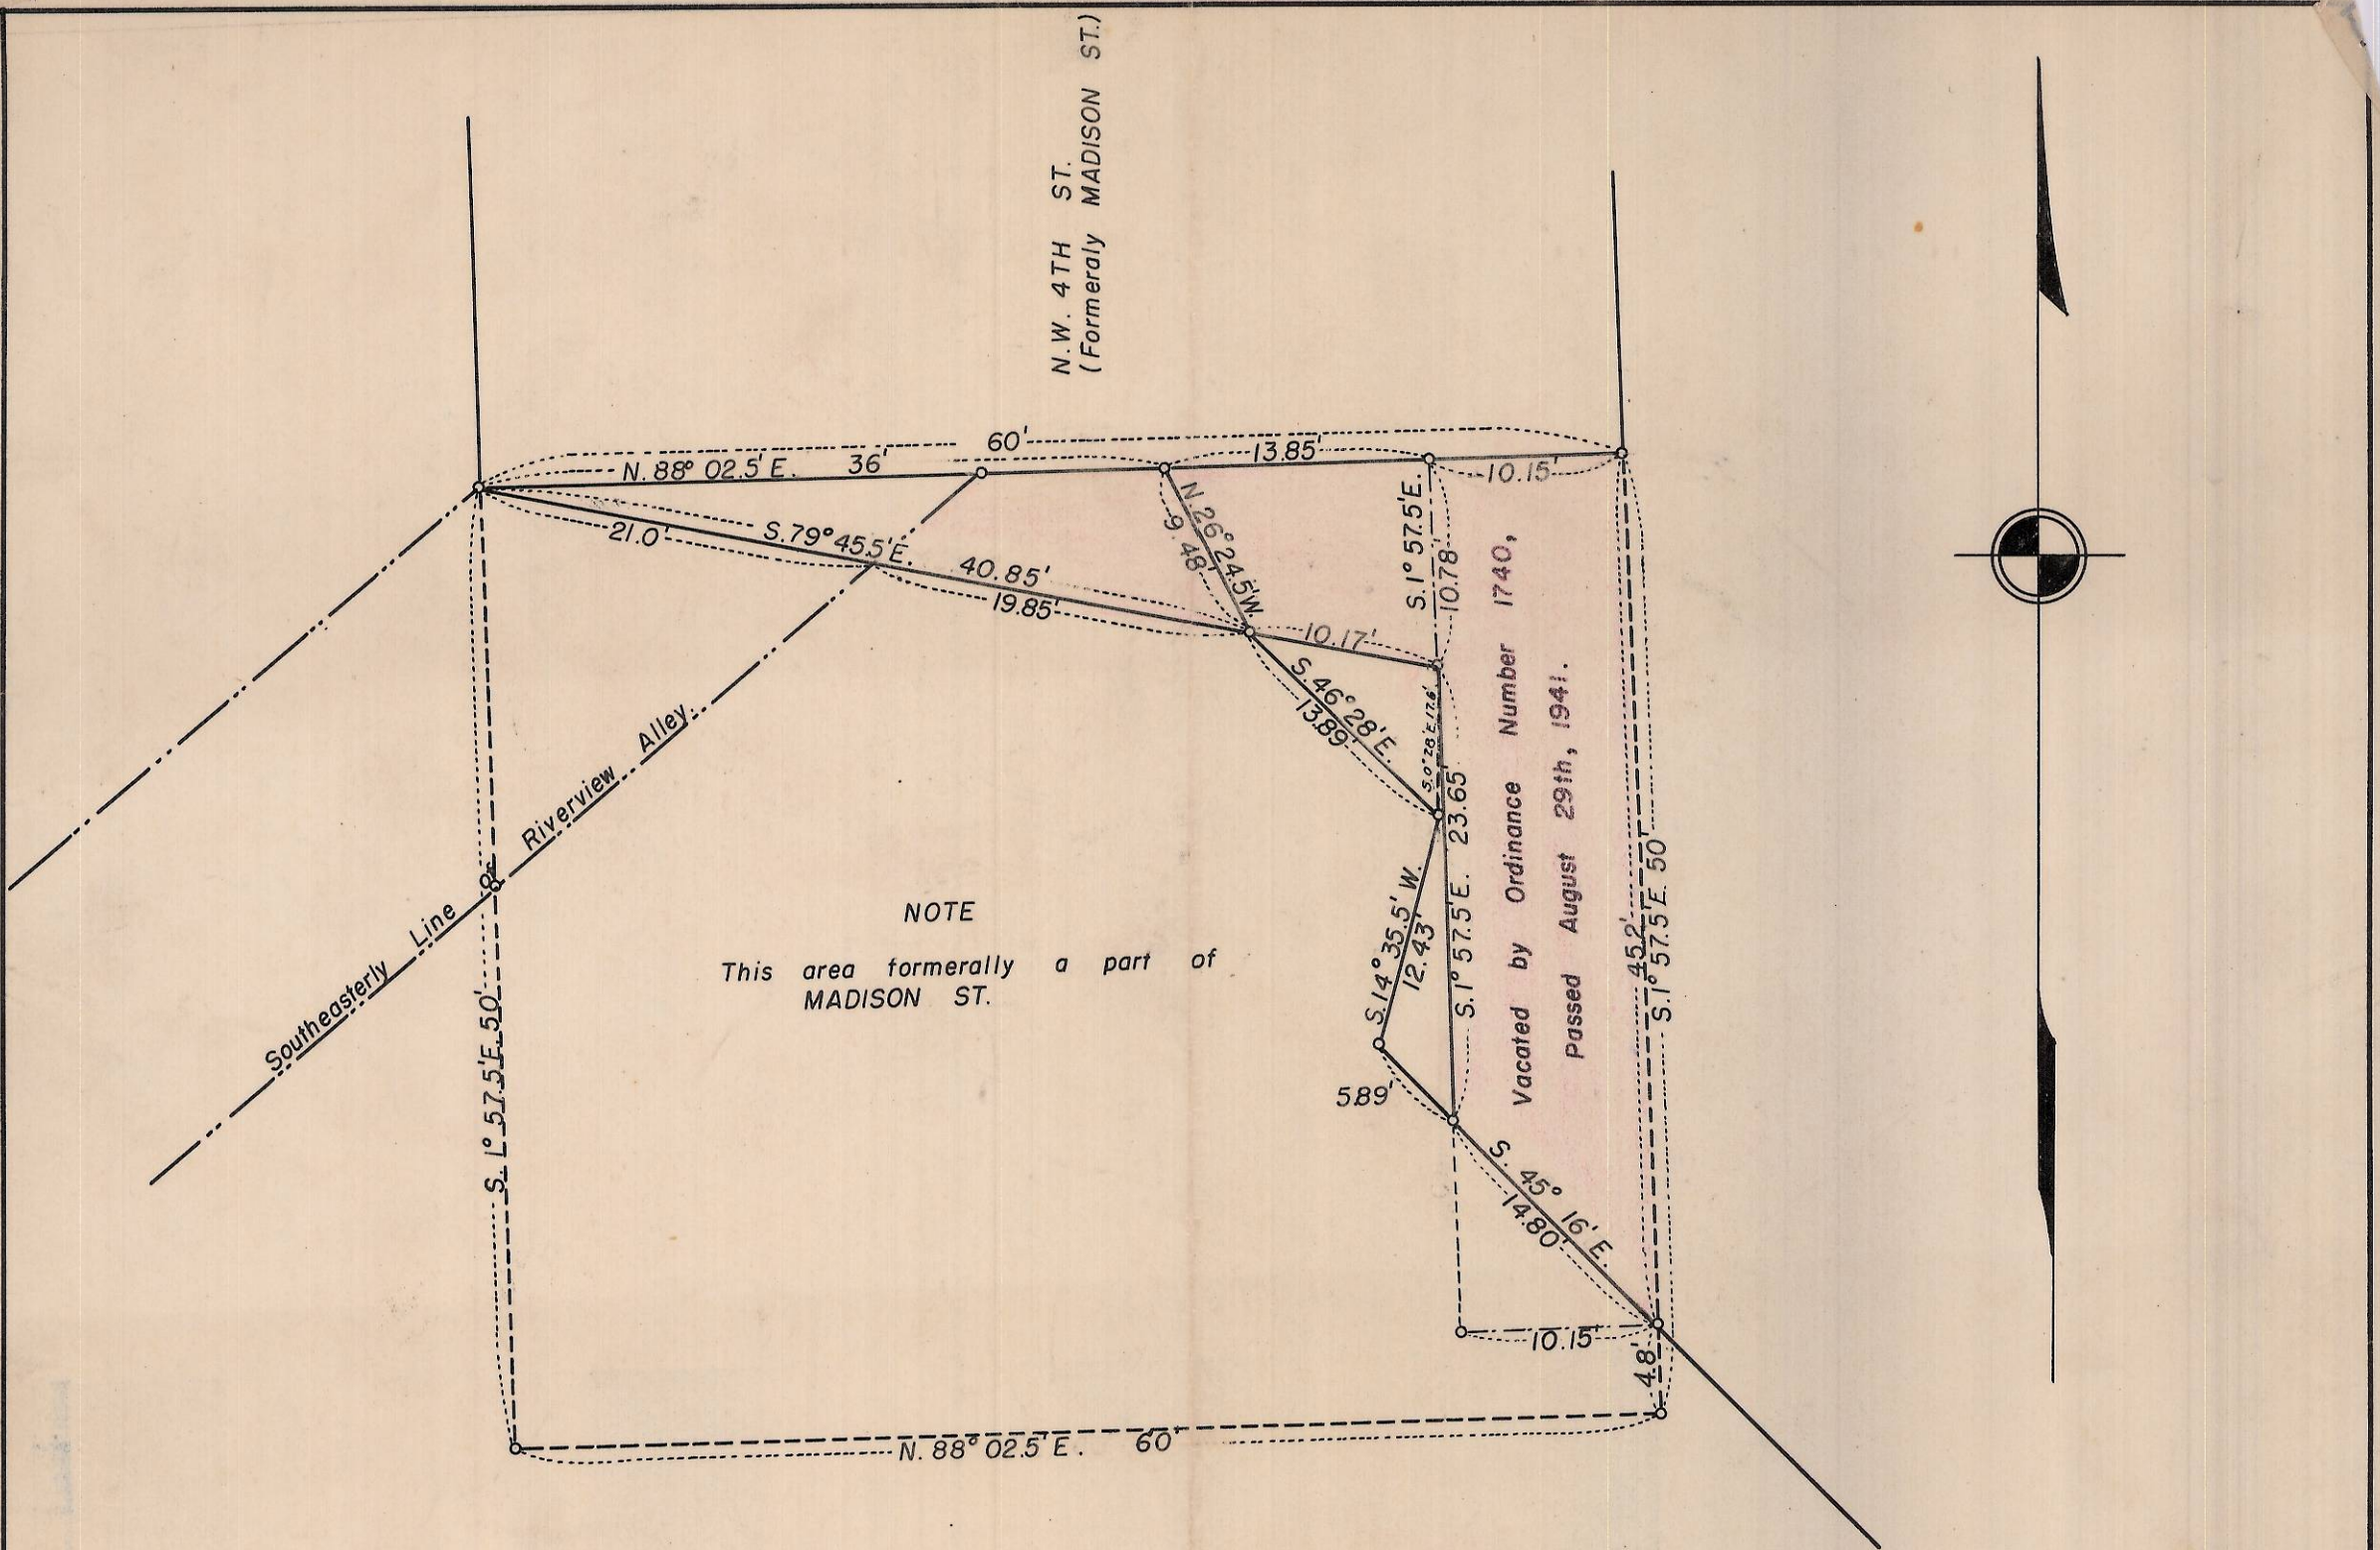 N.W. 4TH ST.
(Formeraly MADISON ST.)
60'
N. 88° 02.5' E. 36'
13.85'
10.15'
21.0'
S. 79° 45.5' E.
40.85'
19.85'
N. 26° 24.5' W.
9.48'
S. 1° 57.5' E.
10.78'
10.17'
S. 46° 28' E.
13.89'
S. 1° 57.5' E. 23.65'
Vacated by Ordinance Number 1740,
Passed August 29th, 1941.
45.2'
S. 1° 57.5' E. 50'
Southeasterly Line of Riverview Alley
NOTE
This area formerally a part of
MADISON ST.
S. 14° 35.5' W.
12.43'
5.89'
S. 1° 57.5' E. 50'
S. 45° 16' E.
14.80'
10.15'
4.8'
N. 88° 02.5' E. 60'